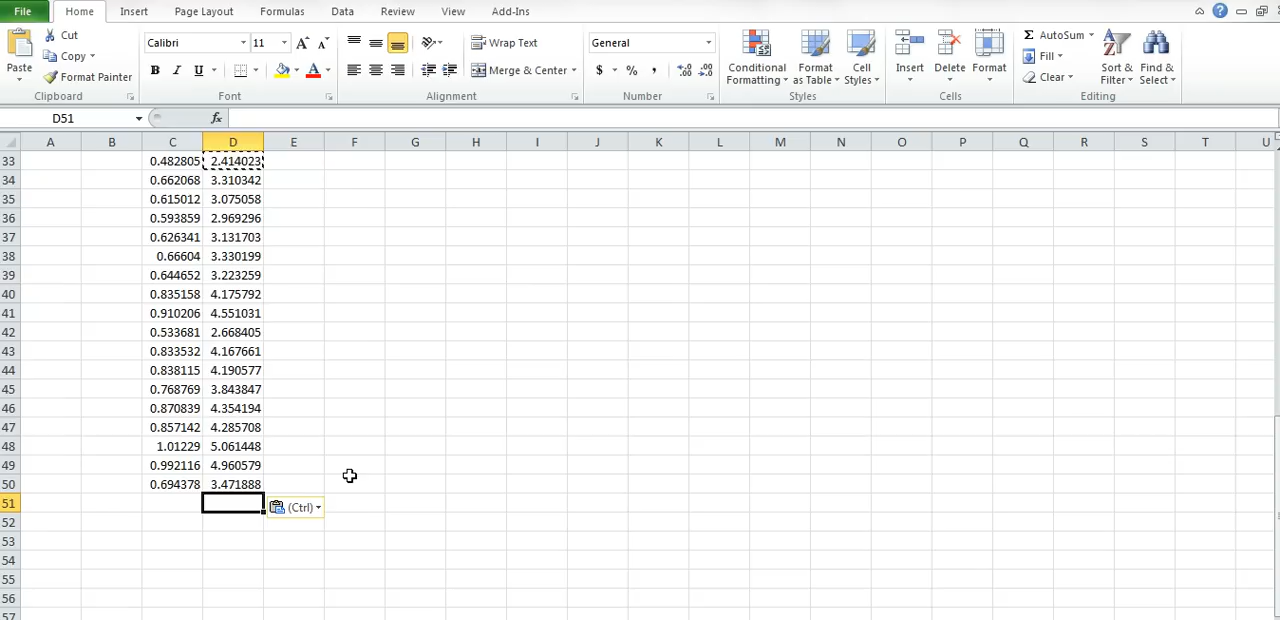 File Home Insert Page Layout Formulas Data Review View Add-Ins
Cut Calibri 11 A A Wrap Text General AutoSum
Copy Fill
Paste Format Painter B I U A Merge & Center $ % , Conditional Formatting Format as Table Cell Styles Insert Delete Format Clear Sort & Filter Find & Select
Clipboard Font Alignment Number Styles Cells Editing
D51 fx
A B C D E F G H I J K L M N O P Q R S T U
33 0.482805 2.414023
34 0.662068 3.310342
35 0.615012 3.075058
36 0.593859 2.969296
37 0.626341 3.131703
38 0.66604 3.330199
39 0.644652 3.223259
40 0.835158 4.175792
41 0.910206 4.551031
42 0.533681 2.668405
43 0.833532 4.167661
44 0.838115 4.190577
45 0.768769 3.843847
46 0.870839 4.354194
47 0.857142 4.285708
48 1.01229 5.061448
49 0.992116 4.960579
50 0.694378 3.471888
51 (Ctrl)
52
53
54
55
56
57